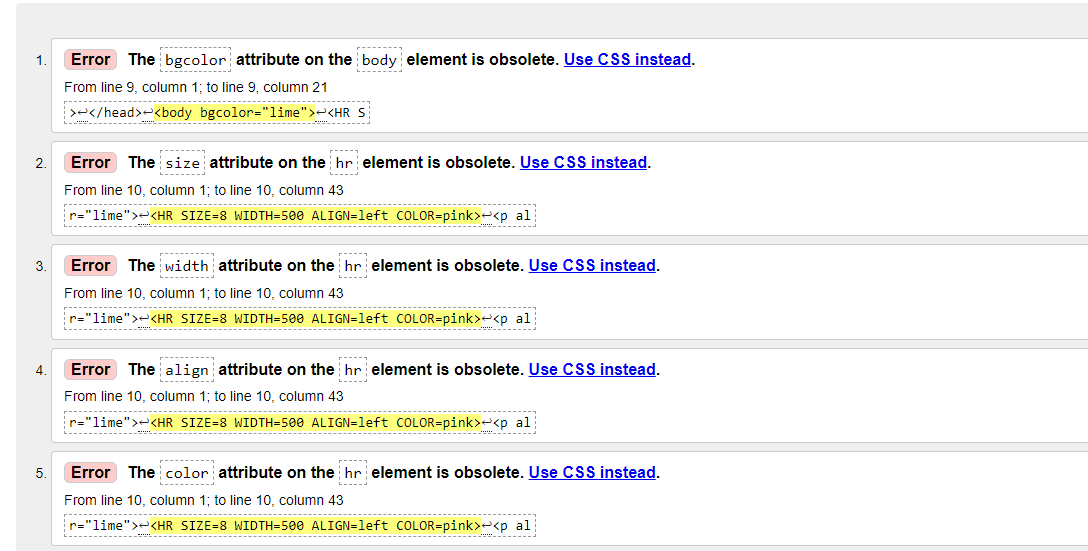 1. Error The bgcolor attribute on the body element is obsolete. Use CSS instead.
From line 9, column 1; to line 9, column 21
>↩</head>↩<body bgcolor="lime">↩<HR S
2. Error The size attribute on the hr element is obsolete. Use CSS instead.
From line 10, column 1; to line 10, column 43
r="lime">↩<HR SIZE=8 WIDTH=500 ALIGN=left COLOR=pink>↩<p al
3. Error The width attribute on the hr element is obsolete. Use CSS instead.
From line 10, column 1; to line 10, column 43
r="lime">↩<HR SIZE=8 WIDTH=500 ALIGN=left COLOR=pink>↩<p al
4. Error The align attribute on the hr element is obsolete. Use CSS instead.
From line 10, column 1; to line 10, column 43
r="lime">↩<HR SIZE=8 WIDTH=500 ALIGN=left COLOR=pink>↩<p al
5. Error The color attribute on the hr element is obsolete. Use CSS instead.
From line 10, column 1; to line 10, column 43
r="lime">↩<HR SIZE=8 WIDTH=500 ALIGN=left COLOR=pink>↩<p al